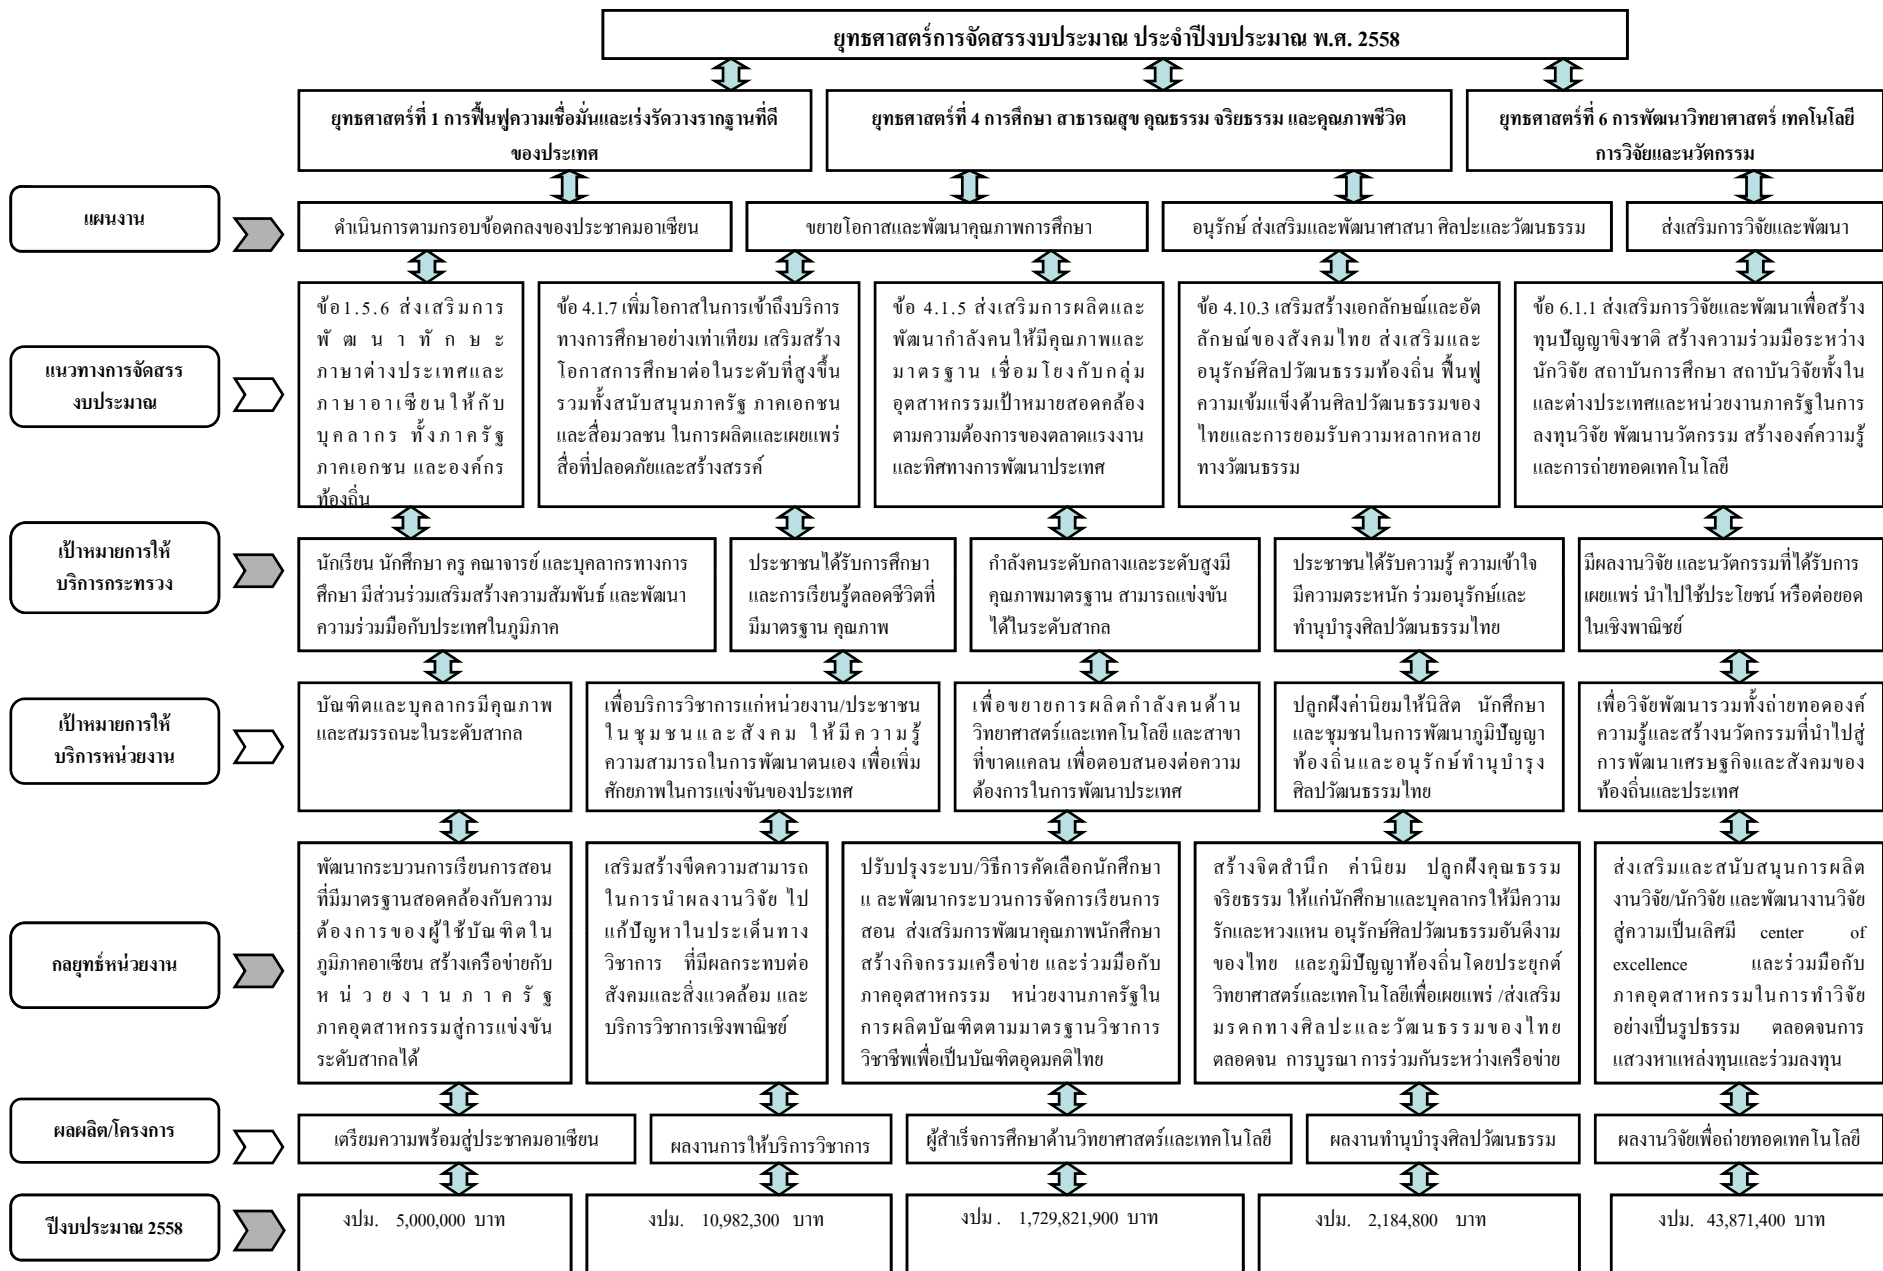 ยุทธศาสตร์การจัดสรรงบประมาณ ประจำปีงบประมาณ พ.ศ. 2558
ยุทธศาสตร์ที่ 1 การฟื้นฟูความเชื่อมั่นและเร่งรัดวางรากฐานที่ดี
ของประเทศ
ยุทธศาสตร์ที่ 4 การศึกษา สาธารณสุข คุณธรรม จริยธรรม และคุณภาพชีวิต
ยุทธศาสตร์ที่ 6 การพัฒนาวิทยาศาสตร์ เทคโนโลยี
การวิจัยและนวัตกรรม
แผนงาน
ดำเนินการตามกรอบข้อตกลงของประชาคมอาเซียน
ขยายโอกาสและพัฒนาคุณภาพการศึกษา
อนุรักษ์ ส่งเสริมและพัฒนาศาสนา ศิลปะและวัฒนธรรม
ส่งเสริมการวิจัยและพัฒนา
แนวทางการจัดสรร
งบประมาณ
ข้อ1.5.6 ส่งเสริมการ
พัฒนาทักษะ
ภาษาต่างประเทศและ
ภาษาอาเซียนให้กับ
บุคลากร ทั้งภาครัฐ
ภาคเอกชน และองค์กร
ท้องถิ่น
ข้อ 4.1.7 เพิ่มโอกาสในการเข้าถึงบริการ
ทางการศึกษาอย่างเท่าเทียม เสริมสร้าง
โอกาสการศึกษาต่อในระดับที่สูงขึ้น
รวมทั้งสนับสนุนภาครัฐ ภาคเอกชน
และสื่อมวลชน ในการผลิตและเผยแพร่
สื่อที่ปลอดภัยและสร้างสรรค์
ข้อ 4.1.5 ส่งเสริมการผลิตและ
พัฒนากำลังคนให้มีคุณภาพและ
มาตรฐาน เชื่อมโยงกับกลุ่ม
อุตสาหกรรมเป้าหมายสอดคล้อง
ตามความต้องการของตลาดแรงงาน
และทิศทางการพัฒนาประเทศ
ข้อ 4.10.3 เสริมสร้างเอกลักษณ์และอัต
ลักษณ์ของสังคมไทย ส่งเสริมและ
อนุรักษ์ศิลปวัฒนธรรมท้องถิ่น ฟื้นฟู
ความเข้มแข็งด้านศิลปวัฒนธรรมของ
ไทยและการยอมรับความหลากหลาย
ทางวัฒนธรรม
ข้อ 6.1.1 ส่งเสริมการวิจัยและพัฒนาเพื่อสร้าง
ทุนปัญญาขิงชาติ สร้างความร่วมมือระหว่าง
นักวิจัย สถาบันการศึกษา สถาบันวิจัยทั้งใน
และต่างประเทศและหน่วยงานภาครัฐในการ
ลงทุนวิจัย พัฒนานวัตกรรม สร้างองค์ความรู้
และการถ่ายทอดเทคโนโลยี
เป้าหมายการให้
บริการกระทรวง
นักเรียน นักศึกษา ครู คณาจารย์ และบุคลากรทางการ
ศึกษา มีส่วนร่วมเสริมสร้างความสัมพันธ์ และพัฒนา
ความร่วมมือกับประเทศในภูมิภาค
ประชาชนได้รับการศึกษา
และการเรียนรู้ตลอดชีวิตที่
มีมาตรฐาน คุณภาพ
กำลังคนระดับกลางและระดับสูงมี
คุณภาพมาตรฐาน สามารถแข่งขัน
ได้ในระดับสากล
ประชาชนได้รับความรู้ ความเข้าใจ
มีความตระหนัก ร่วมอนุรักษ์และ
ทำนุบำรุงศิลปวัฒนธรรมไทย
มีผลงานวิจัย และนวัตกรรมที่ได้รับการ
เผยแพร่ นำไปใช้ประโยชน์ หรือต่อยอด
ในเชิงพาณิชย์
เป้าหมายการให้
บริการหน่วยงาน
บัณฑิตและบุคลากรมีคุณภาพ
และสมรรถนะในระดับสากล
เพื่อบริการวิชาการแก่หน่วยงาน/ประชาชน
ในชุมชนและสังคม ให้มีความรู้
ความสามารถในการพัฒนาตนเอง เพื่อเพิ่ม
ศักยภาพในการแข่งขันของประเทศ
เพื่อขยายการผลิตกำลังคนด้าน
วิทยาศาสตร์และเทคโนโลยี และสาขา
ที่ขาดแคลน เพื่อตอบสนองต่อความ
ต้องการในการพัฒนาประเทศ
ปลูกฝังค่านิยมให้นิสิต นักศึกษา
และชุมชนในการพัฒนาภูมิปัญญา
ท้องถิ่นและอนุรักษ์ทำนุบำรุง
ศิลปวัฒนธรรมไทย
เพื่อวิจัยพัฒนารวมทั้งถ่ายทอดองค์
ความรู้และสร้างนวัตกรรมที่นำไปสู่
การพัฒนาเศรษฐกิจและสังคมของ
ท้องถิ่นและประเทศ
กลยุทธ์หน่วยงาน
พัฒนากระบวนการเรียนการสอน
ที่มีมาตรฐานสอดคล้องกับความ
ต้องการของผู้ใช้บัณฑิตใน
ภูมิภาคอาเซียน สร้างเครือข่ายกับ
หน่วยงานภาครัฐ
ภาคอุตสาหกรรมสู่การแข่งขัน
ระดับสากลได้
เสริมสร้างขีดความสามารถ
ในการนำผลงานวิจัย ไป
แก้ปัญหาในประเด็นทาง
วิชาการ ที่มีผลกระทบต่อ
สังคมและสิ่งแวดล้อม และ
บริการวิชาการเชิงพาณิชย์
ปรับปรุงระบบ/วิธีการคัดเลือกนักศึกษา
แ ละพัฒนากระบวนการจัดการเรียนการ
สอน ส่งเสริมการพัฒนาคุณภาพนักศึกษา
สร้างกิจกรรมเครือข่าย และร่วมมือกับ
ภาคอุตสาหกรรม หน่วยงานภาครัฐใน
การผลิตบัณฑิตตามมาตรฐานวิชาการ
วิชาชีพเพื่อเป็นบัณฑิตอุดมคติไทย
สร้างจิตสำนึก ค่านิยม ปลูกฝังคุณธรรม
จริยธรรม ให้แก่นักศึกษาและบุคลากรให้มีความ
รักและหวงแหน อนุรักษ์ศิลปวัฒนธรรมอันดีงาม
ของไทย และภูมิปัญญาท้องถิ่นโดยประยุกต์
วิทยาศาสตร์และเทคโนโลยีเพื่อเผยแพร่ /ส่งเสริม
มรดกทางศิลปะและวัฒนธรรมของไทย
ตลอดจน การบูรณา การร่วมกันระหว่างเครือข่าย
ส่งเสริมและสนับสนุนการผลิต
งานวิจัย/นักวิจัย และพัฒนางานวิจัย
สู่ความเป็นเลิศมี center of
excellence และร่วมมือกับ
ภาคอุตสาหกรรมในการทำวิจัย
อย่างเป็นรูปธรรม ตลอดจนการ
แสวงหาแหล่งทุนและร่วมลงทุน
ผลผลิต/โครงการ
เตรียมความพร้อมสู่ประชาคมอาเซียน
ผลงานการให้บริการวิชาการ
ผู้สำเร็จการศึกษาด้านวิทยาศาสตร์และเทคโนโลยี
ผลงานทำนุบำรุงศิลปวัฒนธรรม
ผลงานวิจัยเพื่อถ่ายทอดเทคโนโลยี
ปีงบประมาณ 2558
งปม. 5,000,000 บาท
งปม. 10,982,300 บาท
งปม . 1,729,821,900 บาท
งปม. 2,184,800 บาท
งปม. 43,871,400 บาท